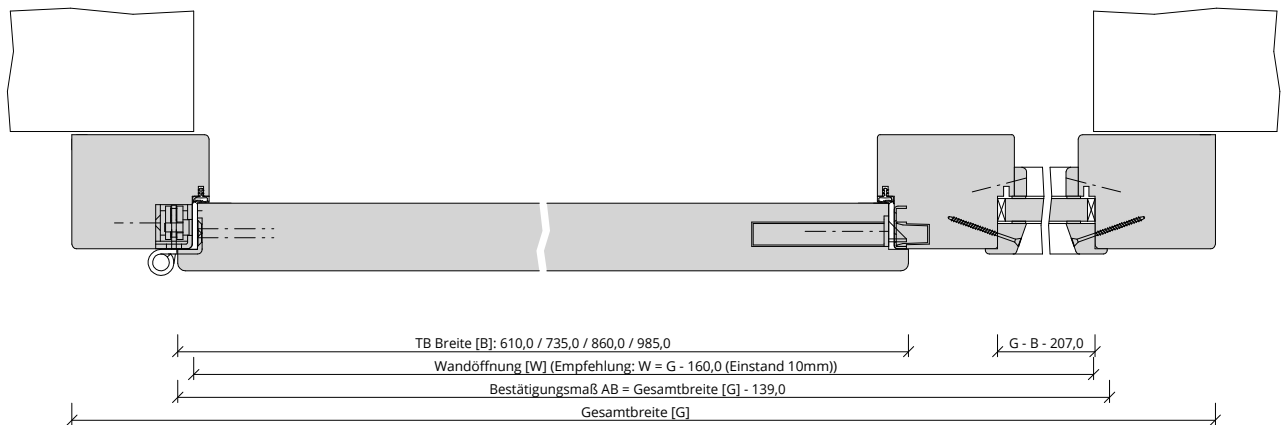 TB Breite [B]: 610,0 / 735,0 / 860,0 / 985,0
G - B - 207,0
Wandöffnung [W] (Empfehlung: W = G - 160,0 (Einstand 10mm))
Bestätigungsmaß AB = Gesamtbreite [G] - 139,0
Gesamtbreite [G]